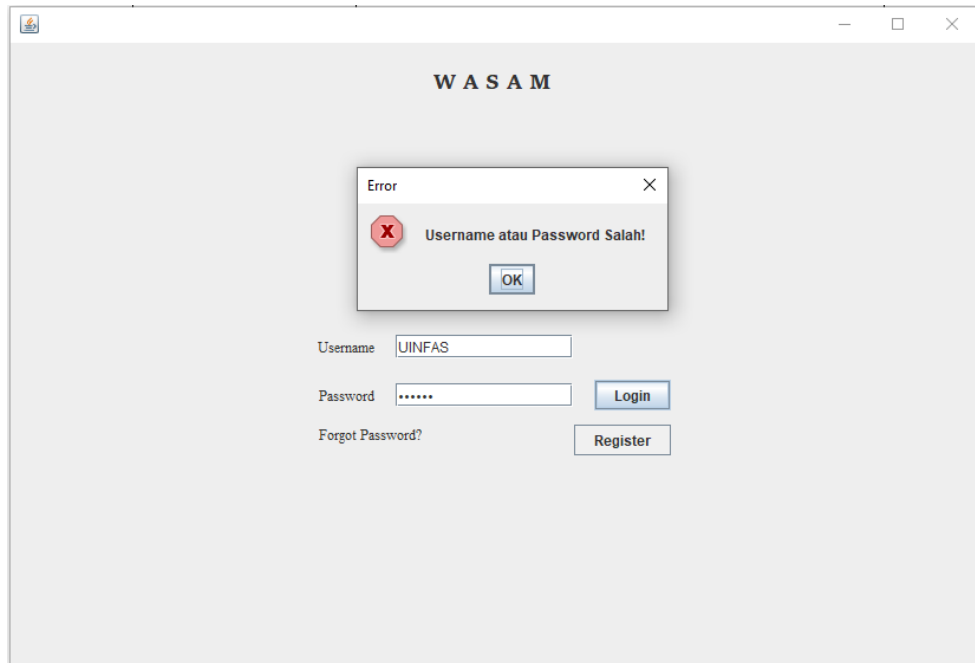 W A S A M
Error
Username atau Password Salah!
OK
Username UINFAS
Password ••••••
Login
Forgot Password?
Register